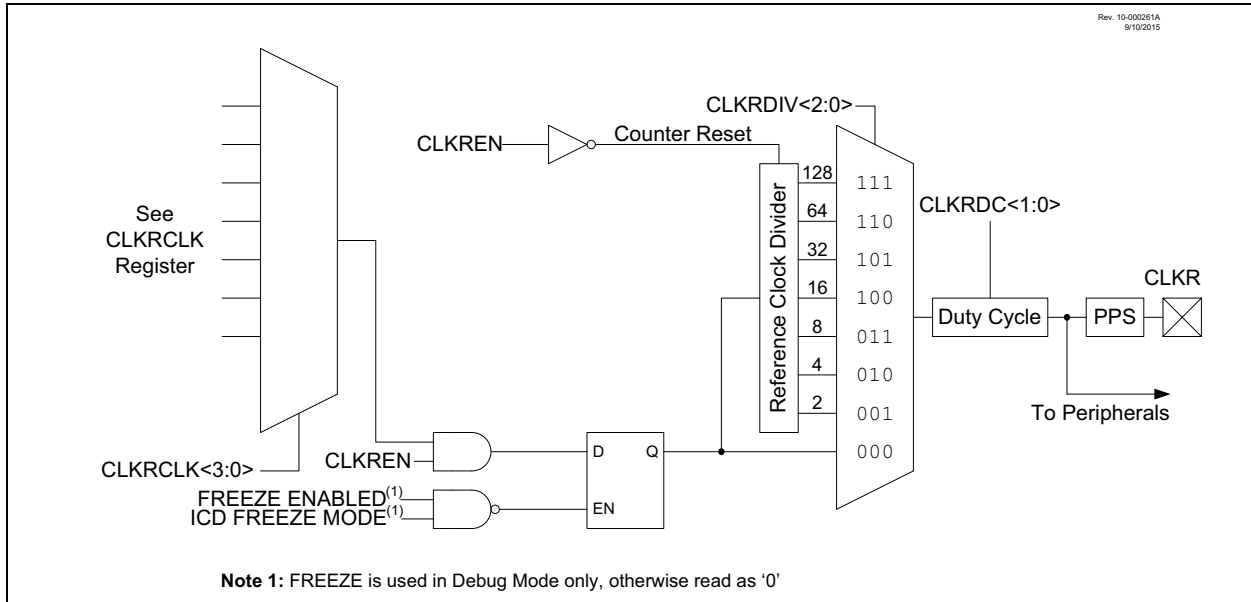 Rev. 10-000261A
9/10/2015
CLKRDIV<2:0>
CLKREN
Counter Reset
See
CLKRCLK
Register
Reference Clock Divider
128
64
32
16
8
4
2
111
110
101
100
011
010
001
000
CLKRDC<1:0>
Duty Cycle
PPS
CLKR
To Peripherals
CLKRCLK<3:0>
CLKREN
D
Q
EN
FREEZE ENABLED(1)
ICD FREEZE MODE(1)
Note 1: FREEZE is used in Debug Mode only, otherwise read as ‘0’